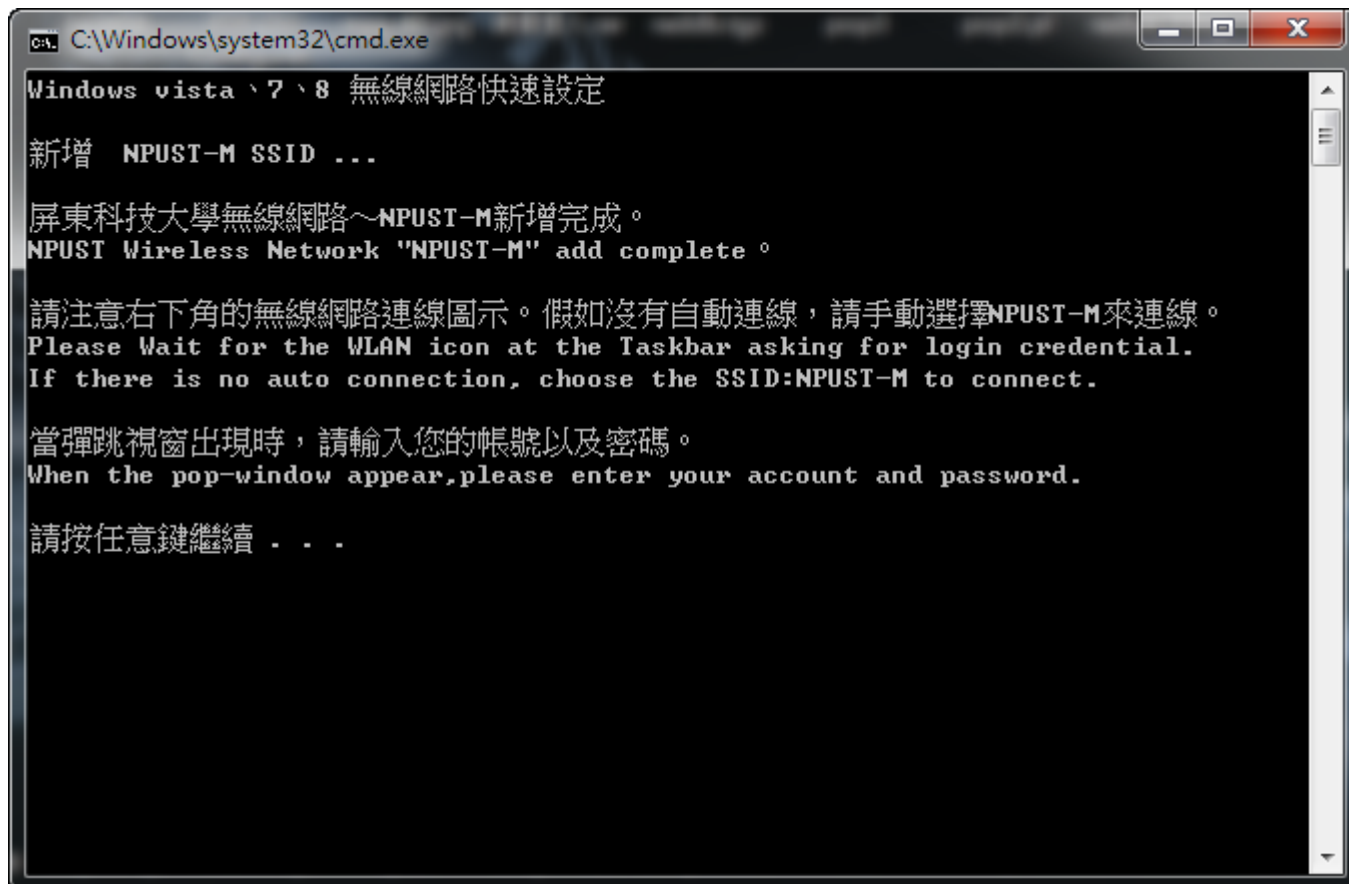 C:\Windows\system32\cmd.exe
Windows vista、7、8 無線網路快速設定
新增  NPUST-M SSID ...
屏東科技大學無線網路～NPUST-M新增完成。
NPUST Wireless Network "NPUST-M" add complete。
請注意右下角的無線網路連線圖示。假如沒有自動連線，請手動選擇NPUST-M來連線。
Please Wait for the WLAN icon at the Taskbar asking for login credential.
If there is no auto connection, choose the SSID:NPUST-M to connect.
當彈跳視窗出現時，請輸入您的帳號以及密碼。
When the pop-window appear,please enter your account and password.
請按任意鍵繼續 . . .